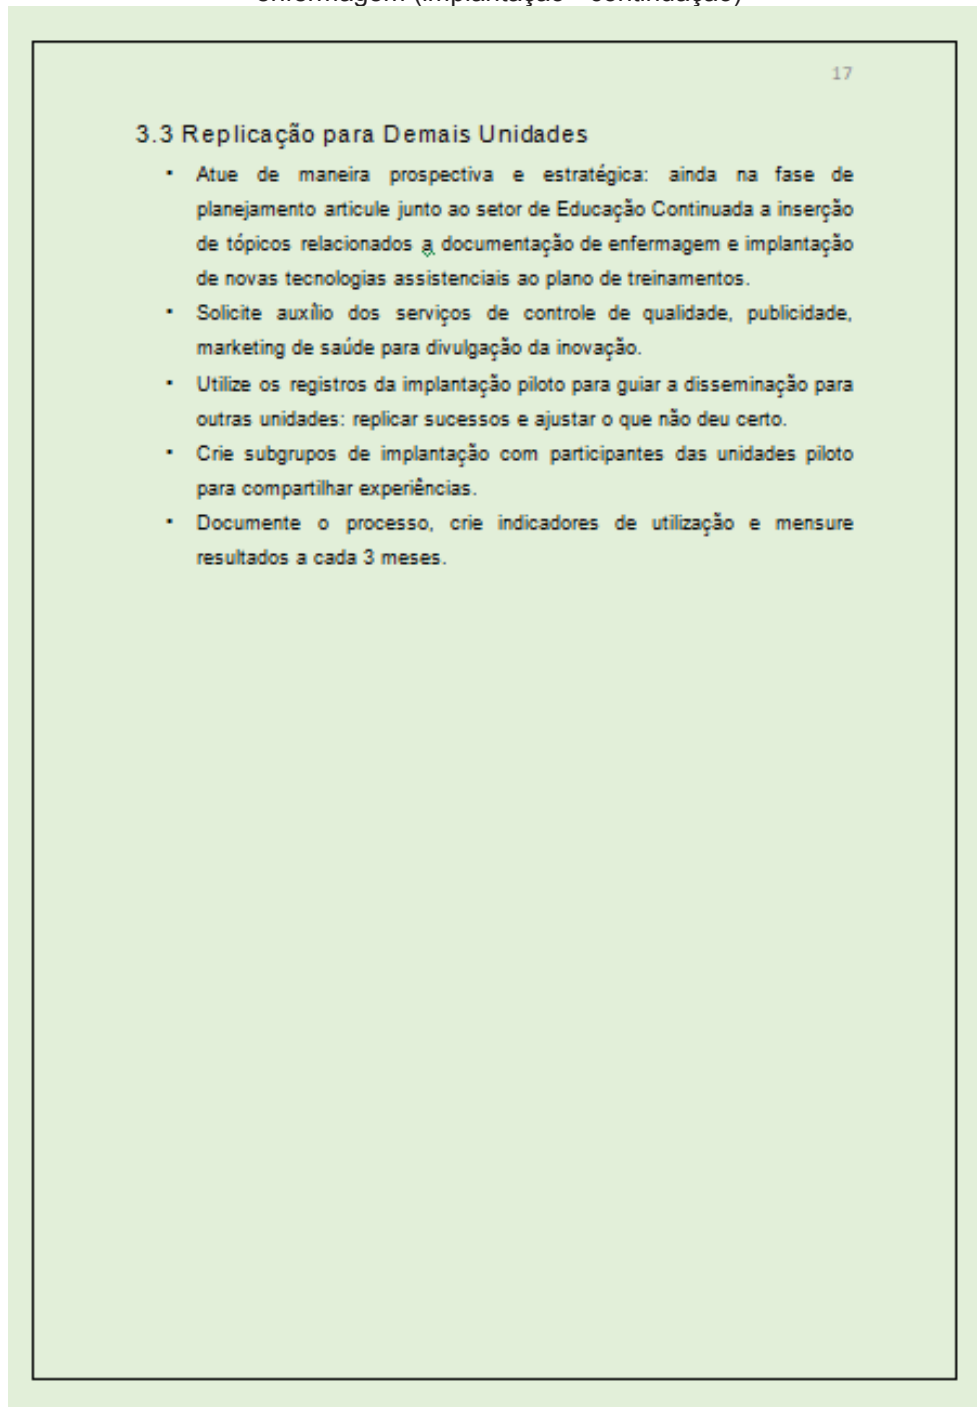 enfermagem (implantação - continuação)
17
3.3 Replicação para Demais Unidades
• Atue de maneira prospectiva e estratégica: ainda na fase de
planejamento articule junto ao setor de Educação Continuada a inserção
de tópicos relacionados a documentação de enfermagem e implantação
de novas tecnologias assistenciais ao plano de treinamentos.
• Solicite auxílio dos serviços de controle de qualidade, publicidade,
marketing de saúde para divulgação da inovação.
• Utilize os registros da implantação piloto para guiar a disseminação para
outras unidades: replicar sucessos e ajustar o que não deu certo.
• Crie subgrupos de implantação com participantes das unidades piloto
para compartilhar experiências.
• Documente o processo, crie indicadores de utilização e mensure
resultados a cada 3 meses.